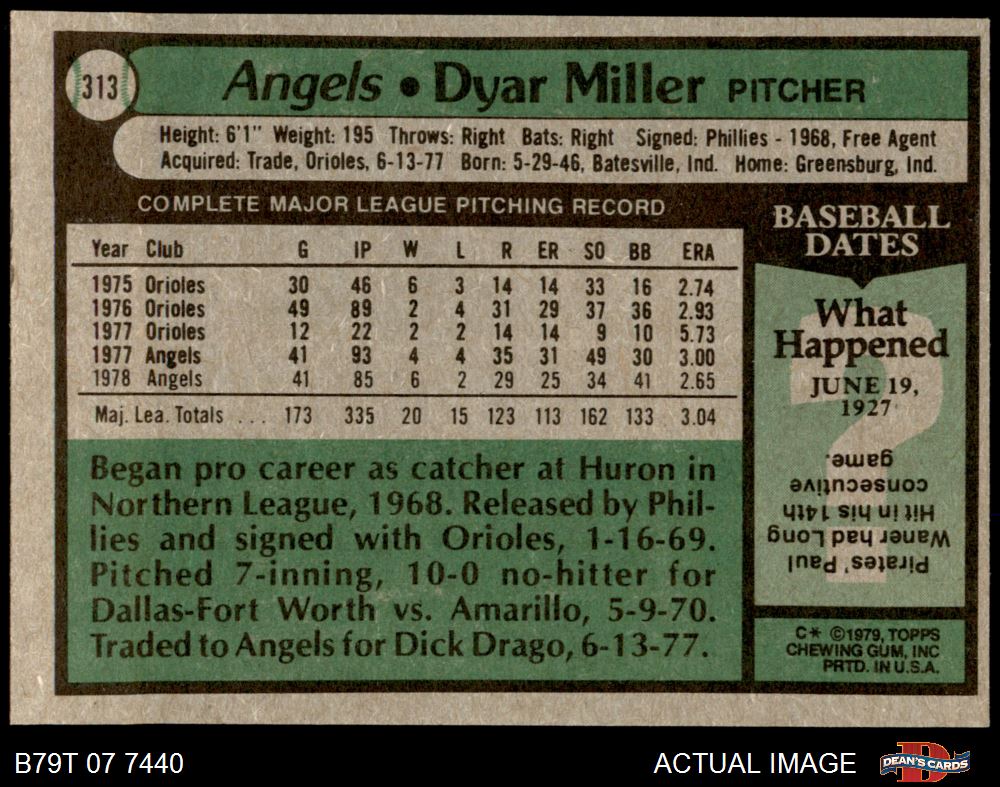 313
Angels • Dyar Miller PITCHER
Height: 6'1" Weight: 195 Throws: Right Bats: Right Signed: Phillies - 1968, Free Agent
Acquired: Trade, Orioles, 6-13-77 Born: 5-29-46, Batesville, Ind. Home: Greensburg, Ind.
COMPLETE MAJOR LEAGUE PITCHING RECORD
Year Club G IP W L R ER SO BB ERA
1975 Orioles 30 46 6 3 14 14 33 16 2.74
1976 Orioles 49 89 2 4 31 29 37 36 2.93
1977 Orioles 12 22 2 2 14 14 9 10 5.73
1977 Angels 41 93 4 4 35 31 49 30 3.00
1978 Angels 41 85 6 2 29 25 34 41 2.65
Maj. Lea. Totals ... 173 335 20 15 123 113 162 133 3.04
Began pro career as catcher at Huron in
Northern League, 1968. Released by Phil-
lies and signed with Orioles, 1-16-69.
Pitched 7-inning, 10-0 no-hitter for
Dallas-Fort Worth vs. Amarillo, 5-9-70.
Traded to Angels for Dick Drago, 6-13-77.
BASEBALL
DATES
What
Happened
JUNE 19,
1927
?
Pirates' Paul
Waner had Long
Hit in his 14th
consecutive
game.
C* ©1979, TOPPS
CHEWING GUM, INC
PRTD. IN U.S.A.
B79T 07 7440
ACTUAL IMAGE
D
DEAN'S CARDS